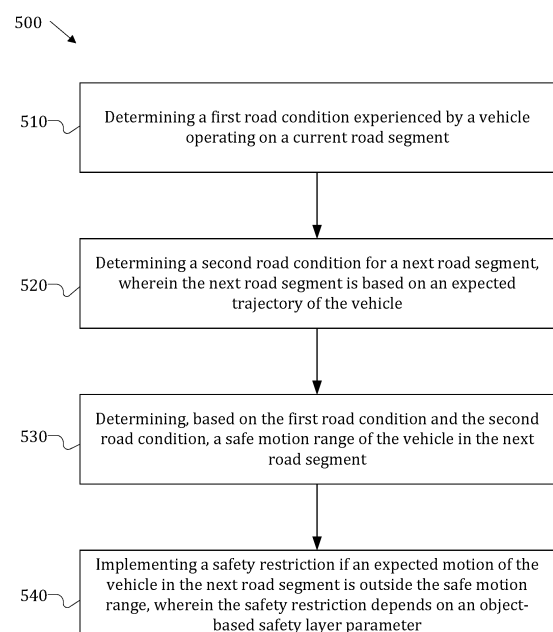 500
510
Determining a first road condition experienced by a vehicle
operating on a current road segment
520
Determining a second road condition for a next road segment,
wherein the next road segment is based on an expected
trajectory of the vehicle
530
Determining, based on the first road condition and the second
road condition, a safe motion range of the vehicle in the next
road segment
540
Implementing a safety restriction if an expected motion of the
vehicle in the next road segment is outside the safe motion
range, wherein the safety restriction depends on an object-
based safety layer parameter